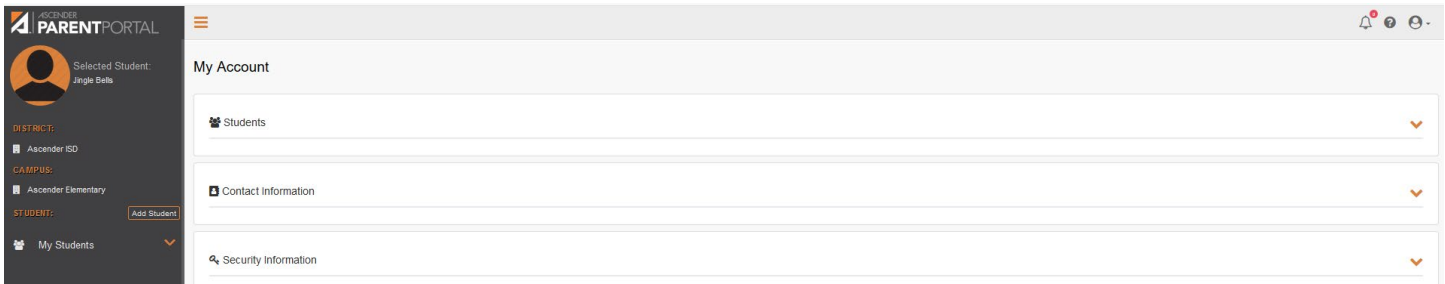 ASCENDER
PARENTPORTAL
Selected Student:
Jingle Bells
DISTRICT:
Ascender ISD
CAMPUS:
Ascender Elementary
STUDENT:
Add Student
My Students
My Account
Students
Contact Information
Security Information